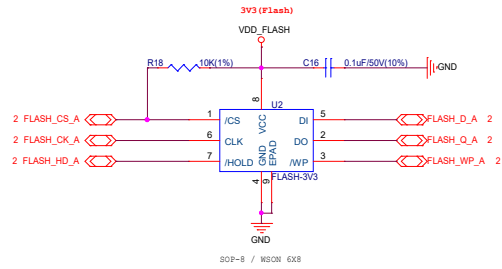 3V3(Flash)
VDD_FLASH
R18 10K(1%) C16 0.1uF/50V(10%) GND
8 U2
2 FLASH_CS_A 1 /CS VCC DI 5 FLASH_D_A 2
2 FLASH_CK_A 6 CLK DO 2 FLASH_Q_A 2
2 FLASH_HD_A 7 /HOLD GND EPAD /WP 3 FLASH_WP_A 2
4 9 FLASH-3V3
GND
SOP-8 / WSON 6X8